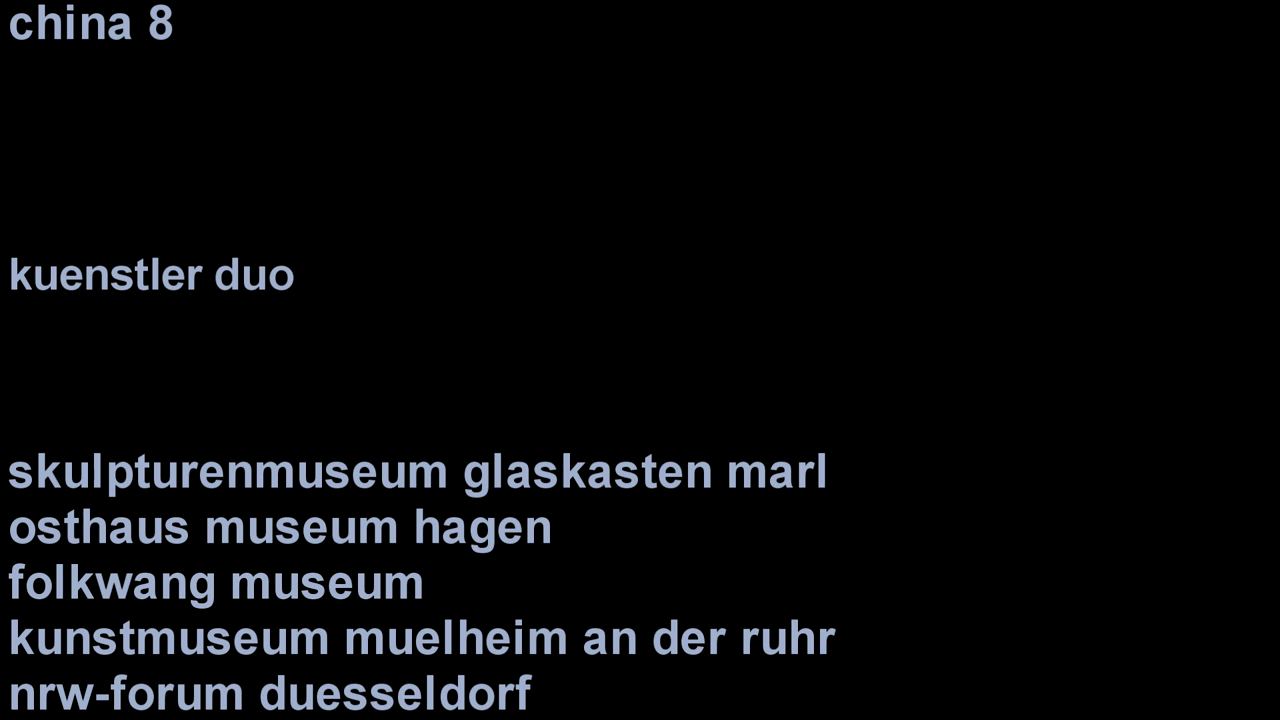 china 8
kuenstler duo
skulpturenmuseum glaskasten marl
osthaus museum hagen
folkwang museum
kunstmuseum muelheim an der ruhr
nrw-forum duesseldorf